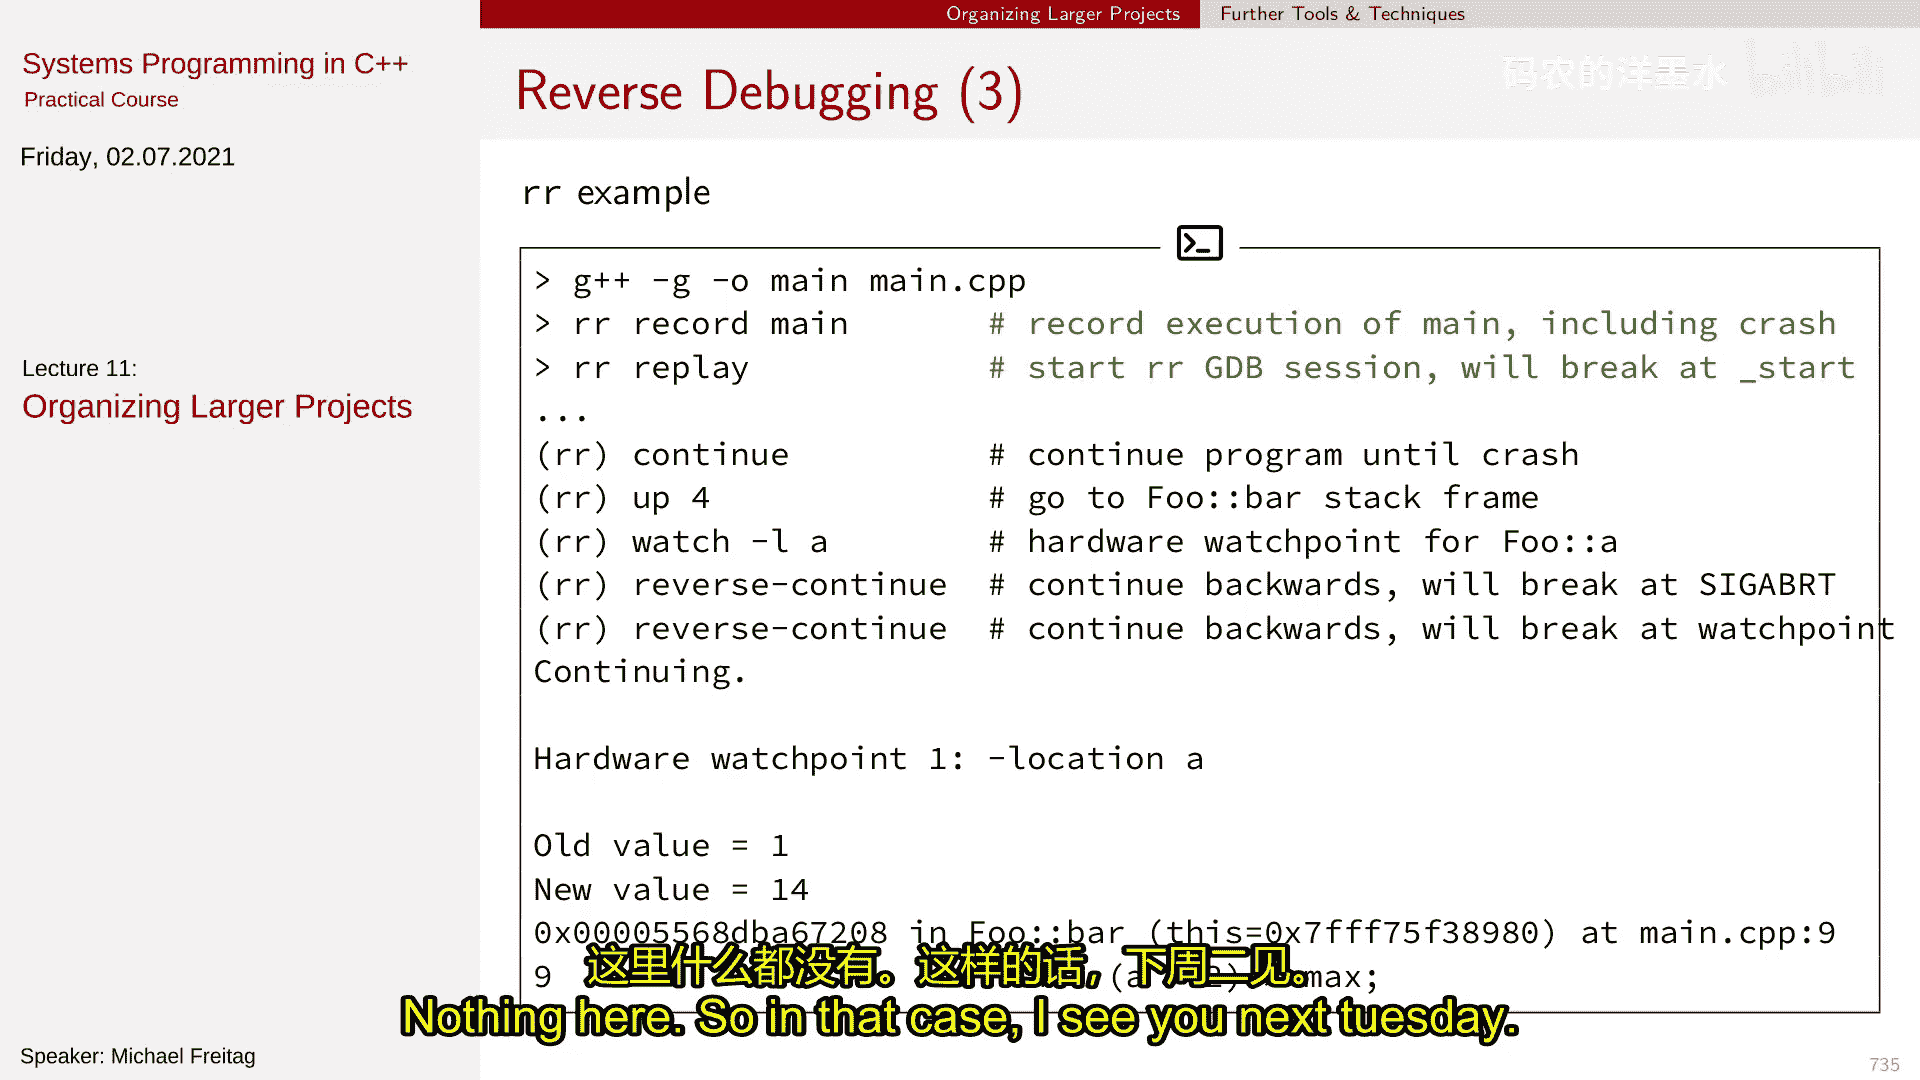 Organizing Larger Projects
Further Tools & Techniques
Systems Programming in C++
Practical Course
Friday, 02.07.2021
Lecture 11:
Organizing Larger Projects
Speaker: Michael Freitag
Reverse Debugging (3)
码农的洋墨水
rr example
> g++ -g -o main main.cpp
> rr record main # record execution of main, including crash
> rr replay # start rr GDB session, will break at _start
...
(rr) continue # continue program until crash
(rr) up 4 # go to Foo::bar stack frame
(rr) watch -l a # hardware watchpoint for Foo::a
(rr) reverse-continue # continue backwards, will break at SIGABRT
(rr) reverse-continue # continue backwards, will break at watchpoint
Continuing.
Hardware watchpoint 1: -location a
Old value = 1
New value = 14
0x00005568dba67208 in Foo::bar (this=0x7fff75f38980) at main.cpp:9
9 max;
这里什么都没有。这样的话，下周二见。
Nothing here. So in that case, I see you next tuesday.
735